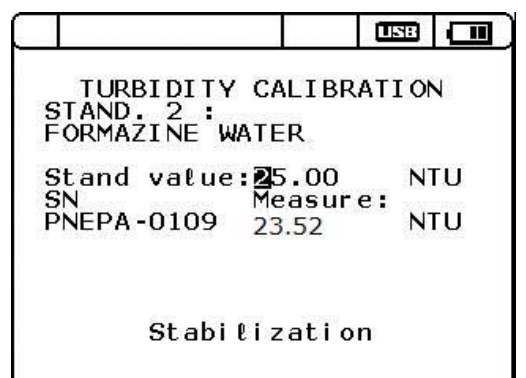 USB
TURBIDITY CALIBRATION
STAND. 2 :
FORMAZINE WATER
Stand value:25.00 NTU
SN Measure:
PNEPA-0109 23.52 NTU
Stabilization